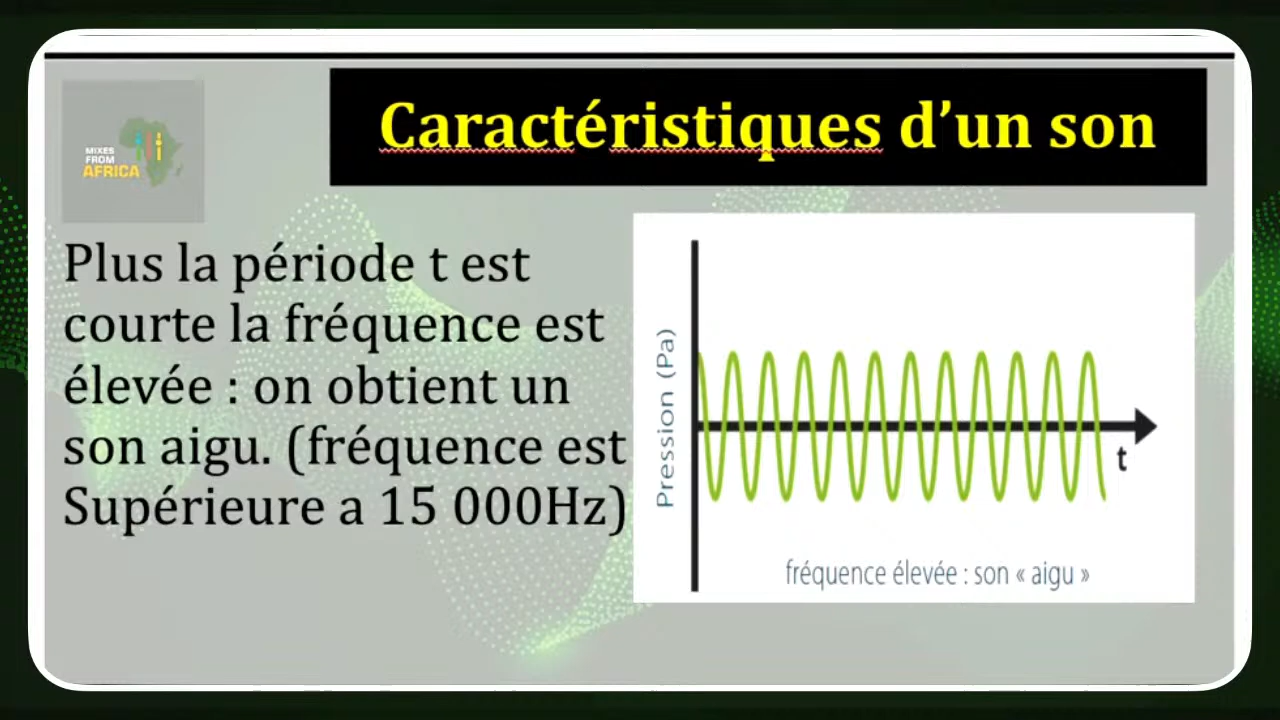 Caractéristiques d’un son
MIXES
FROM
AFRICA
Plus la période t est
courte la fréquence est
élevée : on obtient un
son aigu. (fréquence est
Supérieure a 15 000Hz)
Pression (Pa)
t
fréquence élevée : son « aigu »